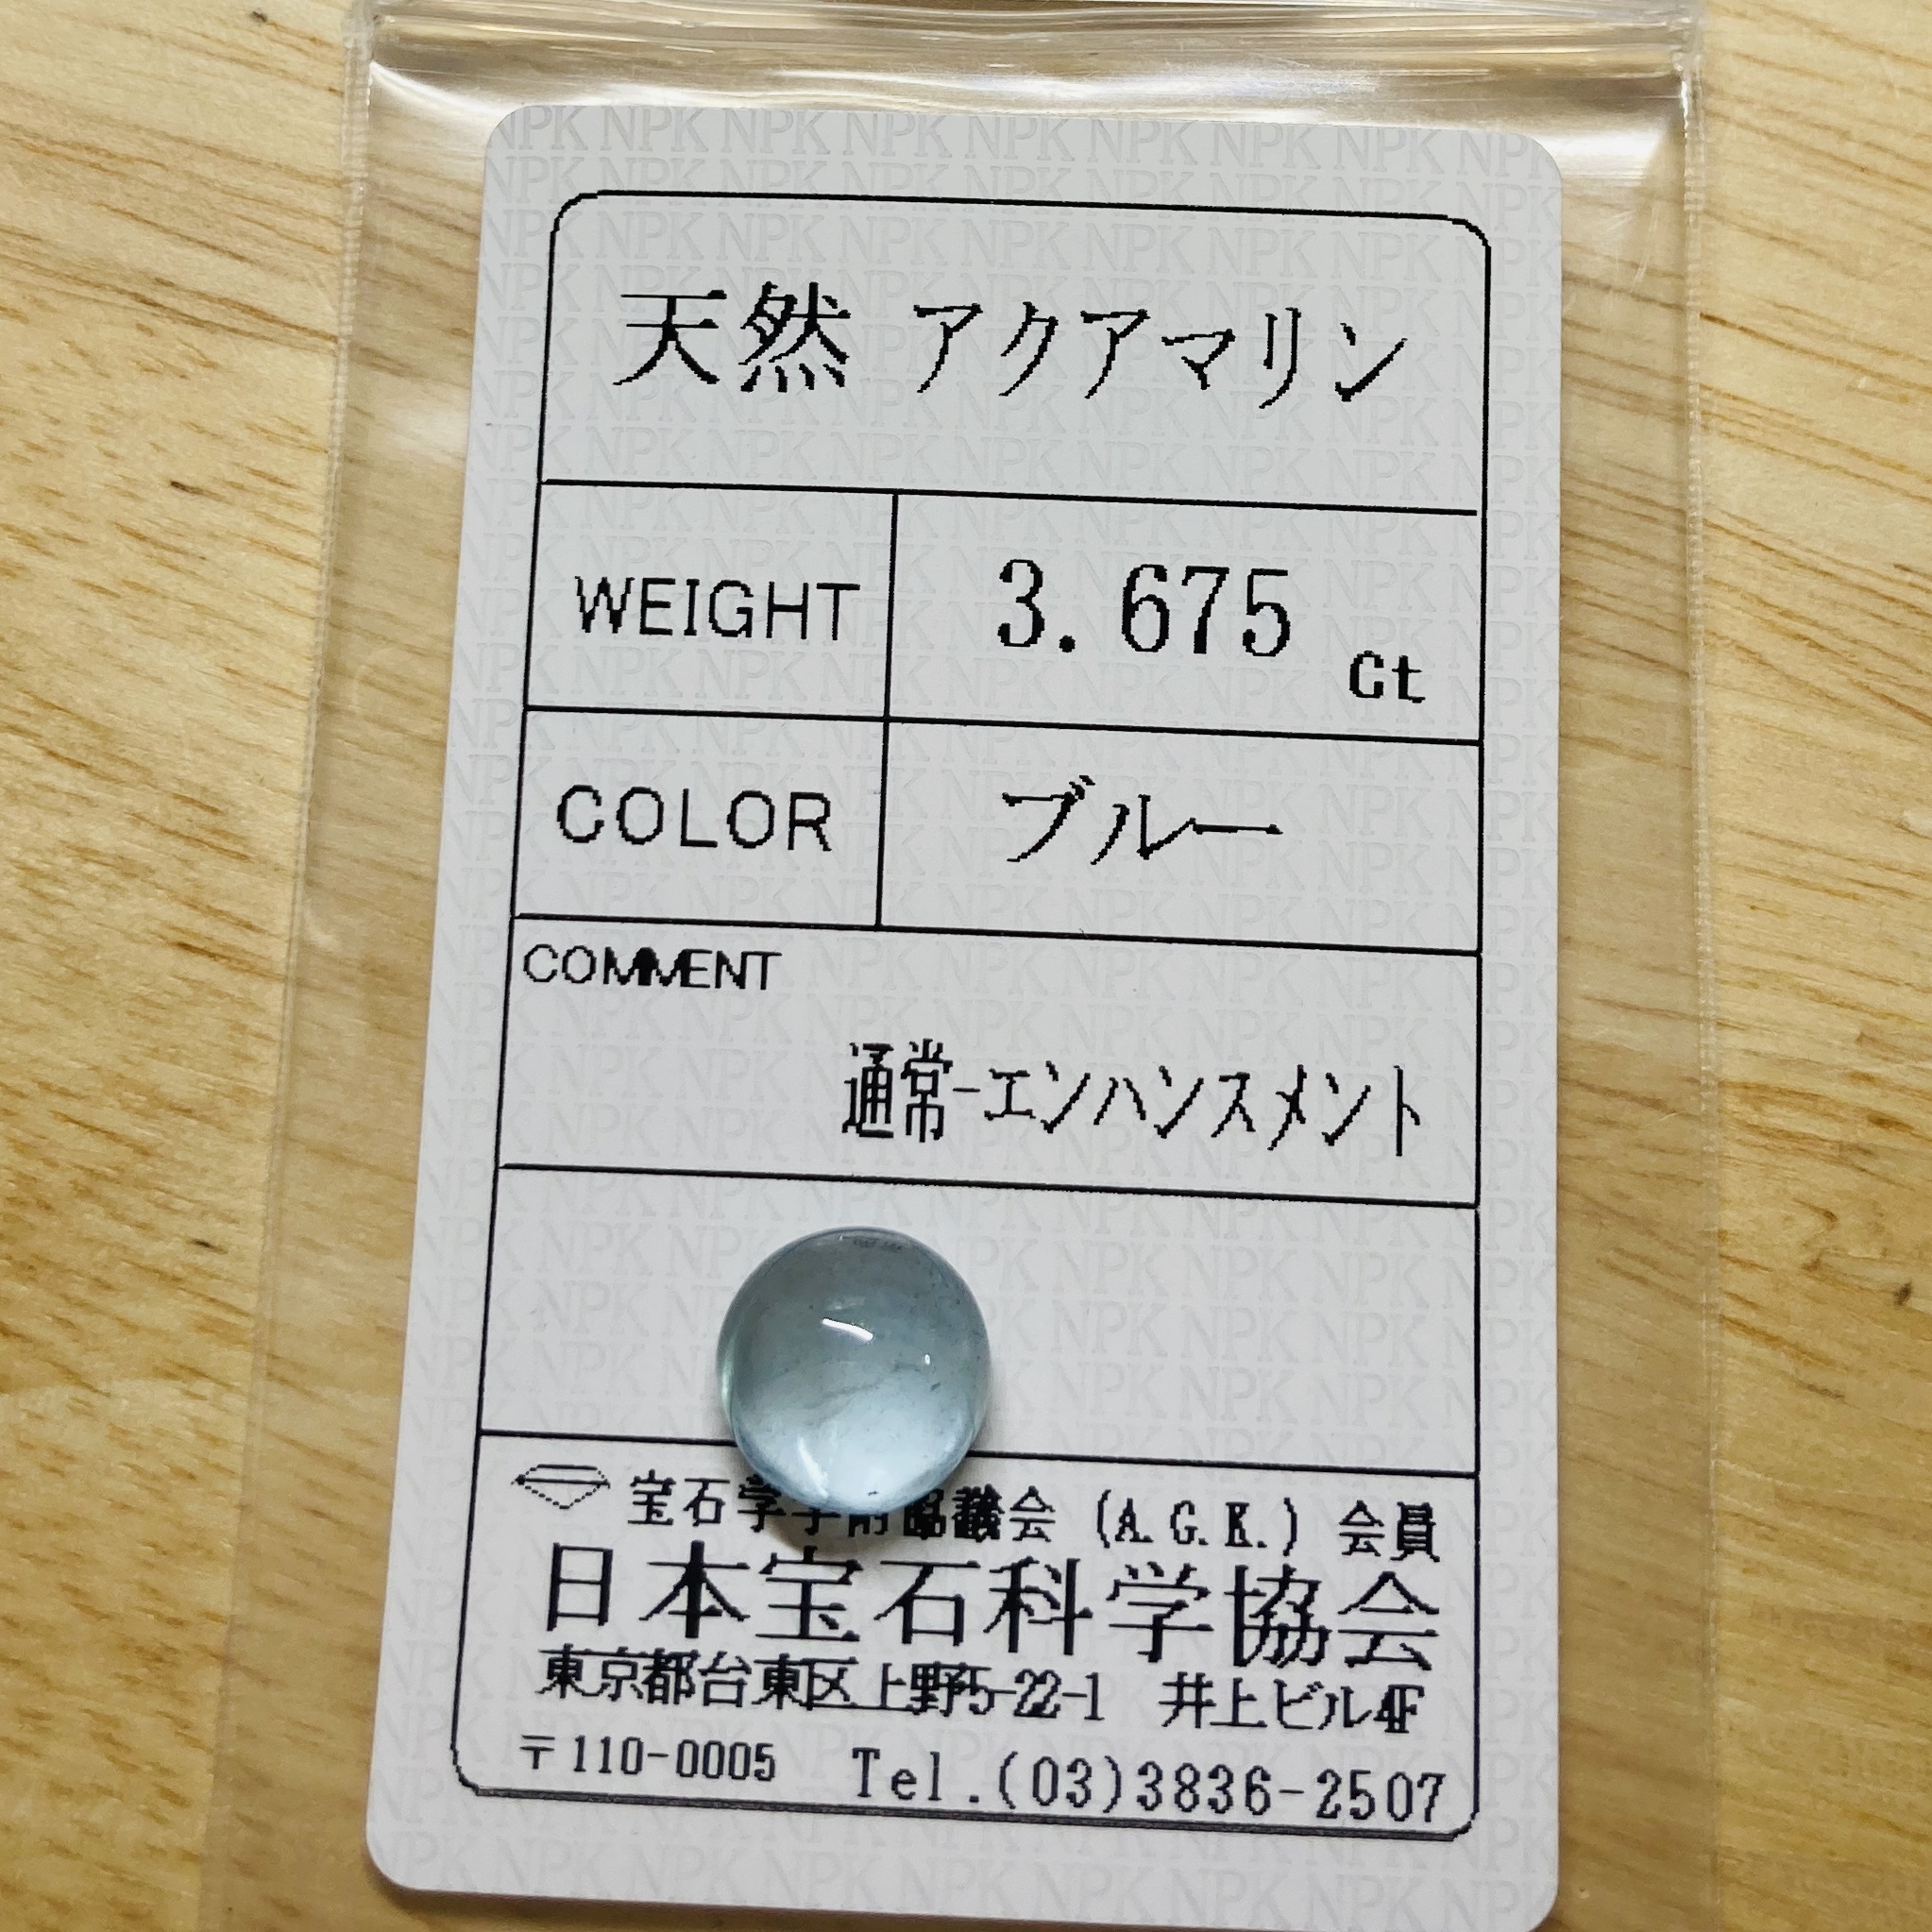 天然 アクアマリン
WEIGHT 3.675 ct
COLOR ブルー
COMMENT
通常-エンハンスメント
宝石学 会 (A.G.K.) 会員
日本宝石科学協会
東京都台東区上野5-22-1 井上ビル4F
〒110-0005 Tel.(03)3836-2507